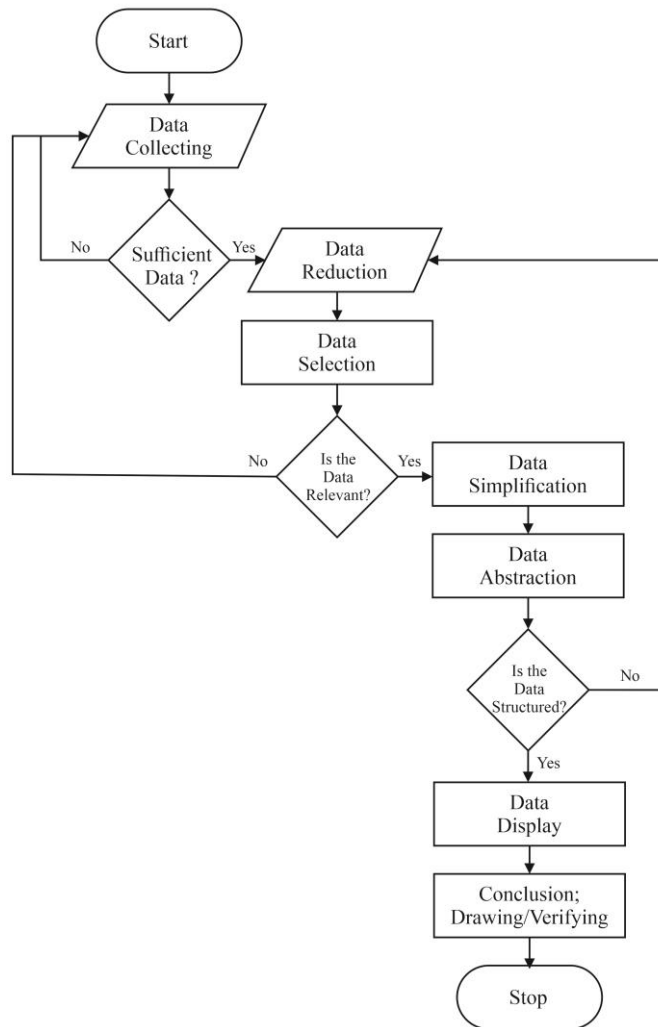 Start
Data
Collecting
No
Sufficient
Data ?
Yes
Data
Reduction
Data
Selection
No
Is the
Data
Relevant?
Yes
Data
Simplification
Data
Abstraction
Is the
Data
Structured?
No
Yes
Data
Display
Conclusion;
Drawing/Verifying
Stop